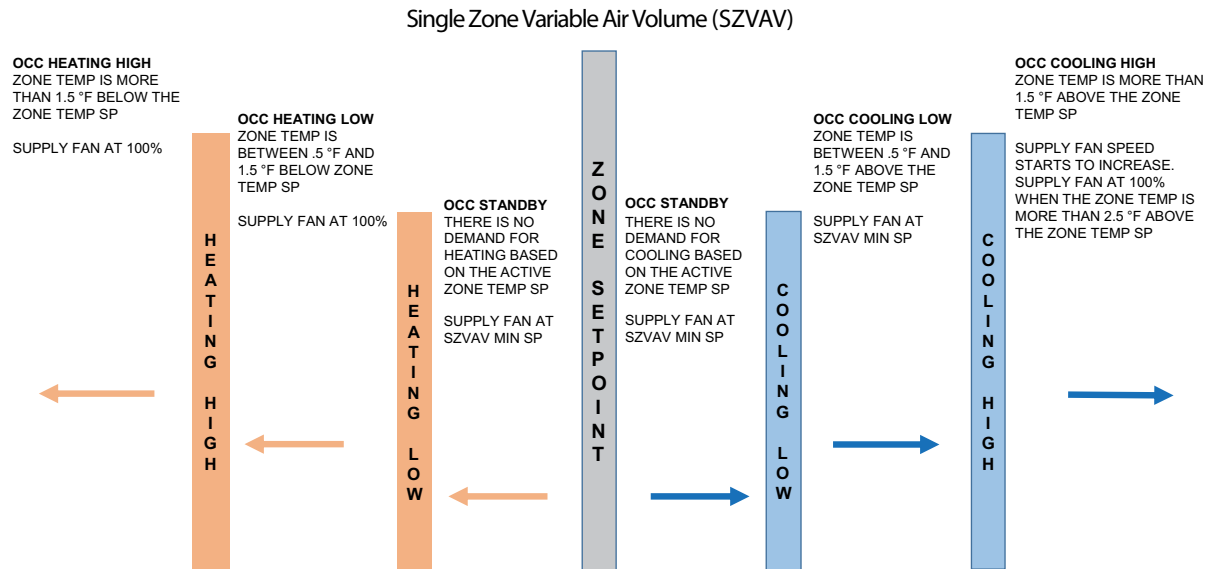 Single Zone Variable Air Volume (SZVAV)
OCC HEATING HIGH
ZONE TEMP IS MORE
THAN 1.5 °F BELOW THE
ZONE TEMP SP
SUPPLY FAN AT 100%
HEATING HIGH
OCC HEATING LOW
ZONE TEMP IS
BETWEEN .5 °F AND
1.5 °F BELOW ZONE
TEMP SP
SUPPLY FAN AT 100%
HEATING LOW
OCC STANDBY
THERE IS NO
DEMAND FOR
HEATING BASED
ON THE ACTIVE
ZONE TEMP SP
SUPPLY FAN AT
SZVAV MIN SP
ZONE SETPOINT
OCC STANDBY
THERE IS NO
DEMAND FOR
COOLING BASED
ON THE ACTIVE
ZONE TEMP SP
SUPPLY FAN AT
SZVAV MIN SP
COOLING LOW
OCC COOLING LOW
ZONE TEMP IS
BETWEEN .5 °F AND
1.5 °F ABOVE THE
ZONE TEMP SP
SUPPLY FAN AT
SZVAV MIN SP
COOLING HIGH
OCC COOLING HIGH
ZONE TEMP IS MORE THAN
1.5 °F ABOVE THE ZONE
TEMP SP
SUPPLY FAN SPEED
STARTS TO INCREASE.
SUPPLY FAN AT 100%
WHEN THE ZONE TEMP IS
MORE THAN 2.5 °F ABOVE
THE ZONE TEMP SP